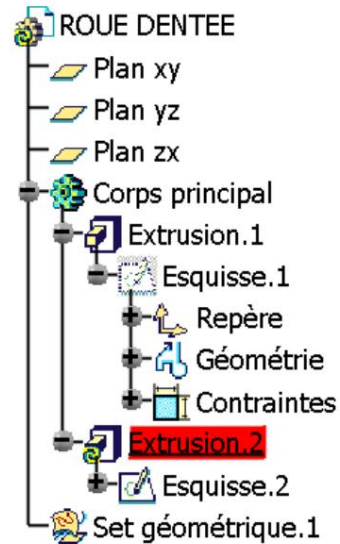 ROUE DENTEE
Plan xy
Plan yz
Plan zx
Corps principal
Extrusion.1
Esquisse.1
Repère
Géométrie
Contraintes
Extrusion.2
Esquisse.2
Set géométrique.1